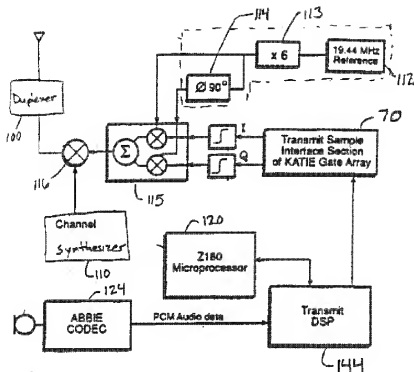 114
113
Ø 90°
x 6
19.44 MHz
Reference
112
Duplexer
100
I
Q
Σ
116
115
Transmit Sample
Interface Section
of KATIE Gate Array
70
Channel
Synthesizer
110
120
Z180
Microprocessor
124
ABBIE
CODEC
PCM Audio data
Transmit
DSP
144